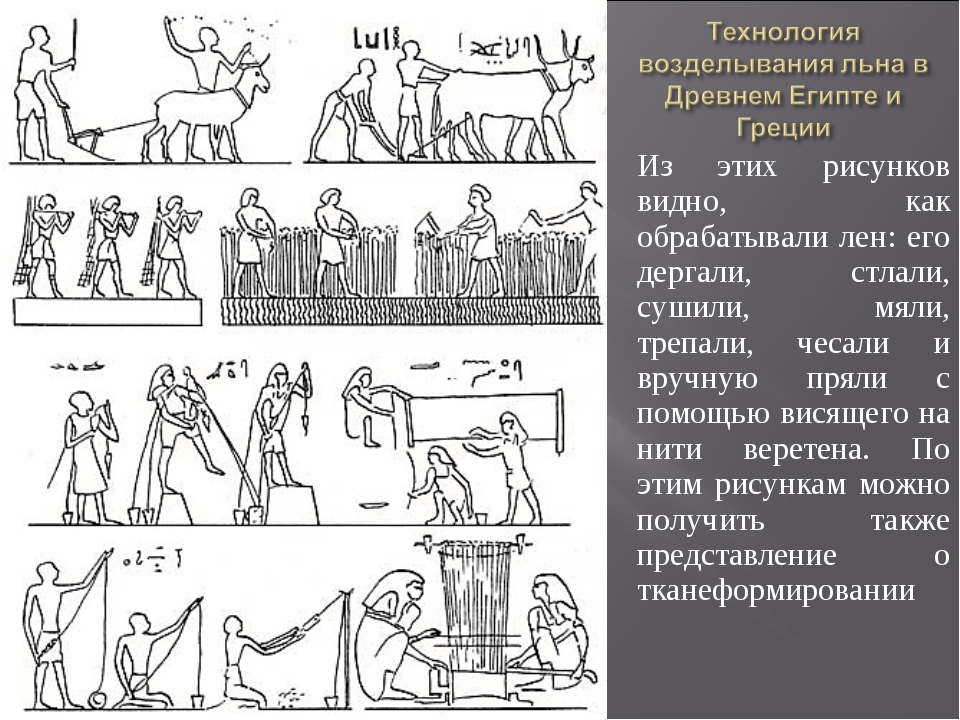 Технология
возделывания льна в
Древнем Египте и
Греции
Из этих рисунков
видно, как
обрабатывали лен: его
дергали, стлали,
сушили, мяли,
трепали, чесали и
вручную пряли с
помощью висящего на
нити веретена. По
этим рисункам можно
получить также
представление о
тканеформировании